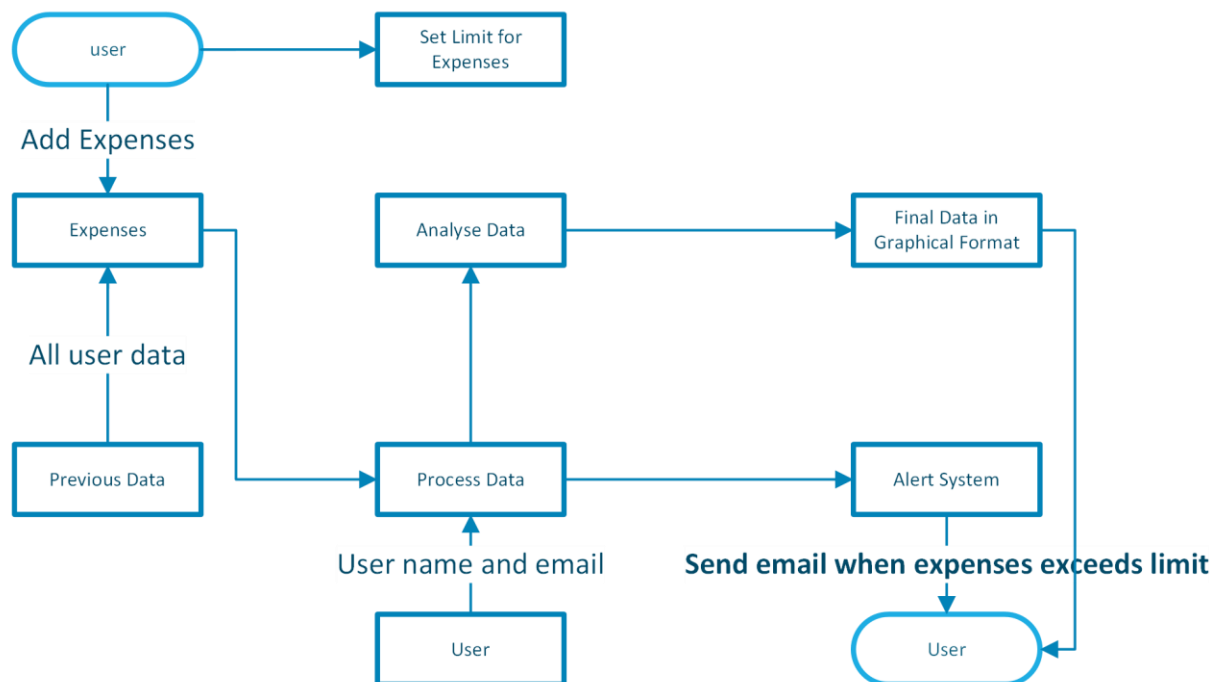 user
Set Limit for
Expenses
Add Expenses
Expenses
Analyse Data
Final Data in
Graphical Format
All user data
Previous Data
Process Data
Alert System
User name and email
Send email when expenses exceeds limit
User
User